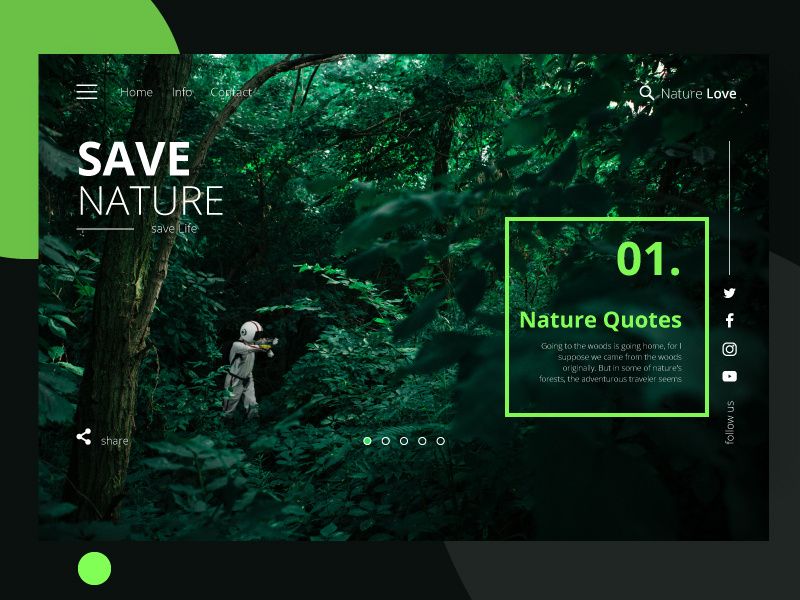 Home Info Contact
Nature Love
SAVE
NATURE
save Life
01.
Nature Quotes
Going to the woods is going home, for I
suppose we came from the woods
originally. But in some of nature's
forests, the adventurous traveler seems
share
follow us